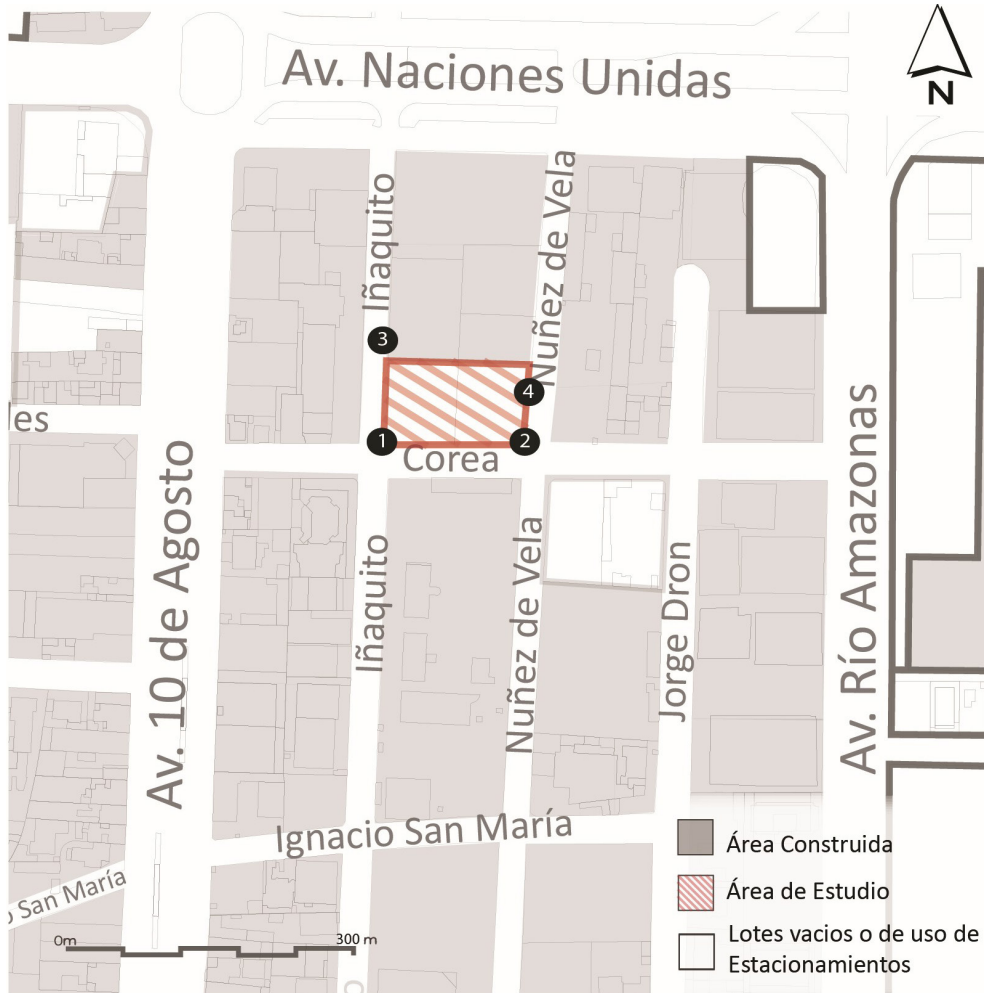 Av. Naciones Unidas
N
Iñaquito
Nuñez de Vela
3
4
1
2
Corea
les
Av. 10 de Agosto
Iñaquito
Nuñez de Vela
Jorge Dron
Av. Río Amazonas
Ignacio San María
o San María
Área Construida
Área de Estudio
Lotes vacios o de uso de
Estacionamientos
0m
300 m
o